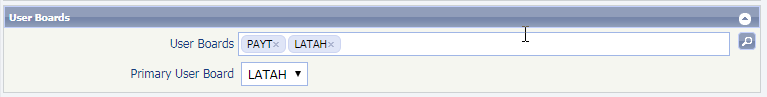 User Boards
User Boards PAYT× LATAH×
Primary User Board LATAH